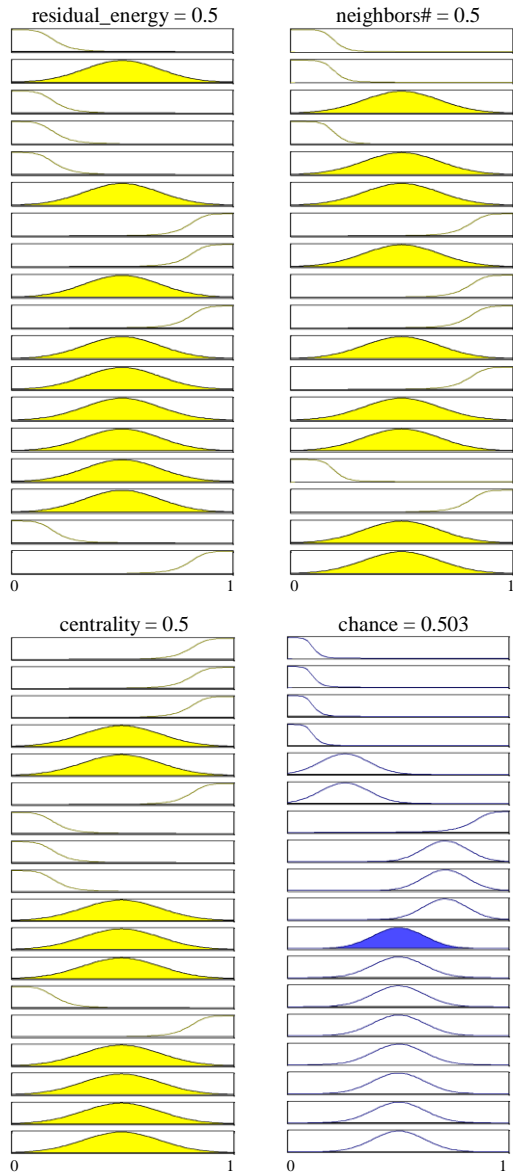 residual_energy = 0.5
neighbors# = 0.5
0 1
0 1
centrality = 0.5
chance = 0.503
0 1
0 1